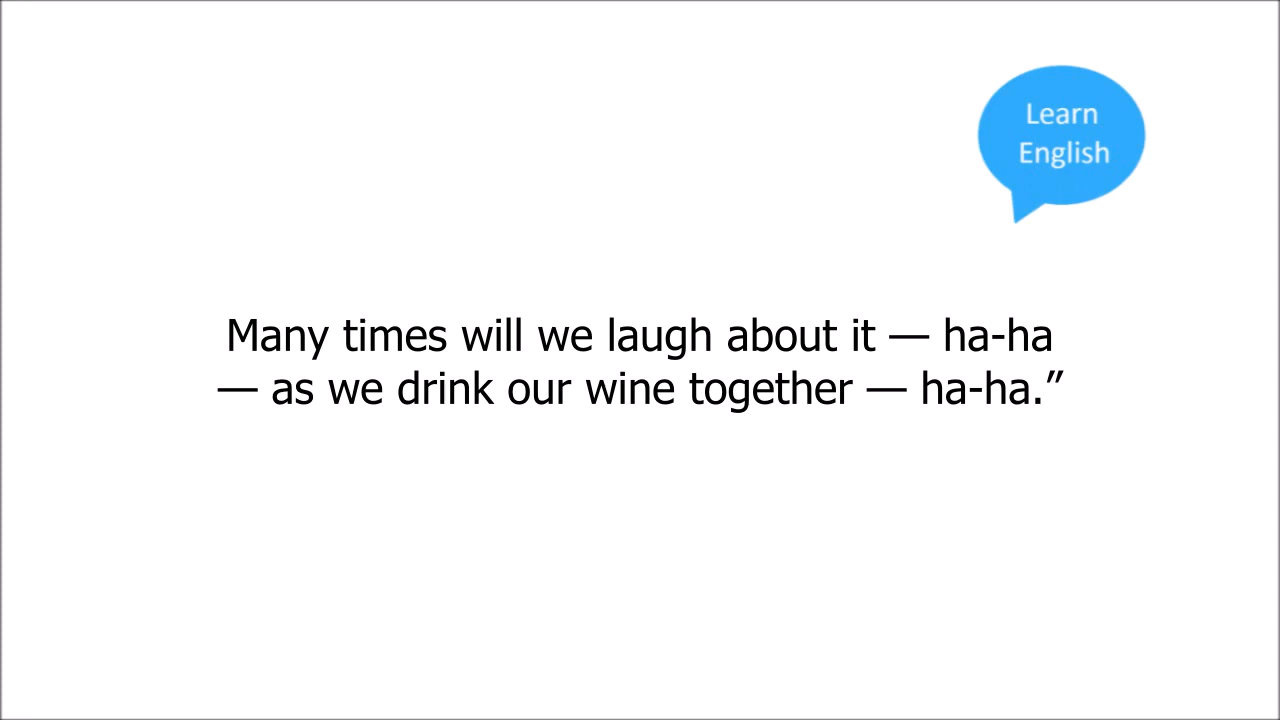 Learn
English
Many times will we laugh about it — ha-ha
— as we drink our wine together — ha-ha.”